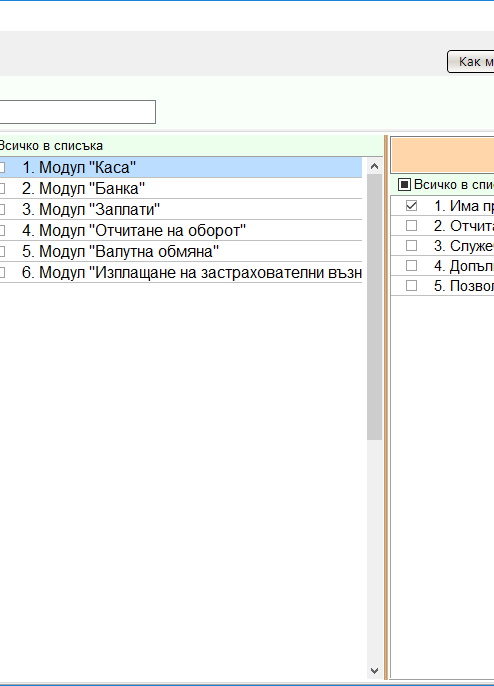 Как
Всичко в списъка
1. Модул "Каса"
2. Модул "Банка"
3. Модул "Заплати"
4. Модул "Отчитане на оборот"
5. Модул "Валутна обмяна"
6. Модул "Изплащане на застрахователни възн
Всичко в спи
1. Има пр
2. Отчита
3. Служеч
4. Допъл
5. Позвол